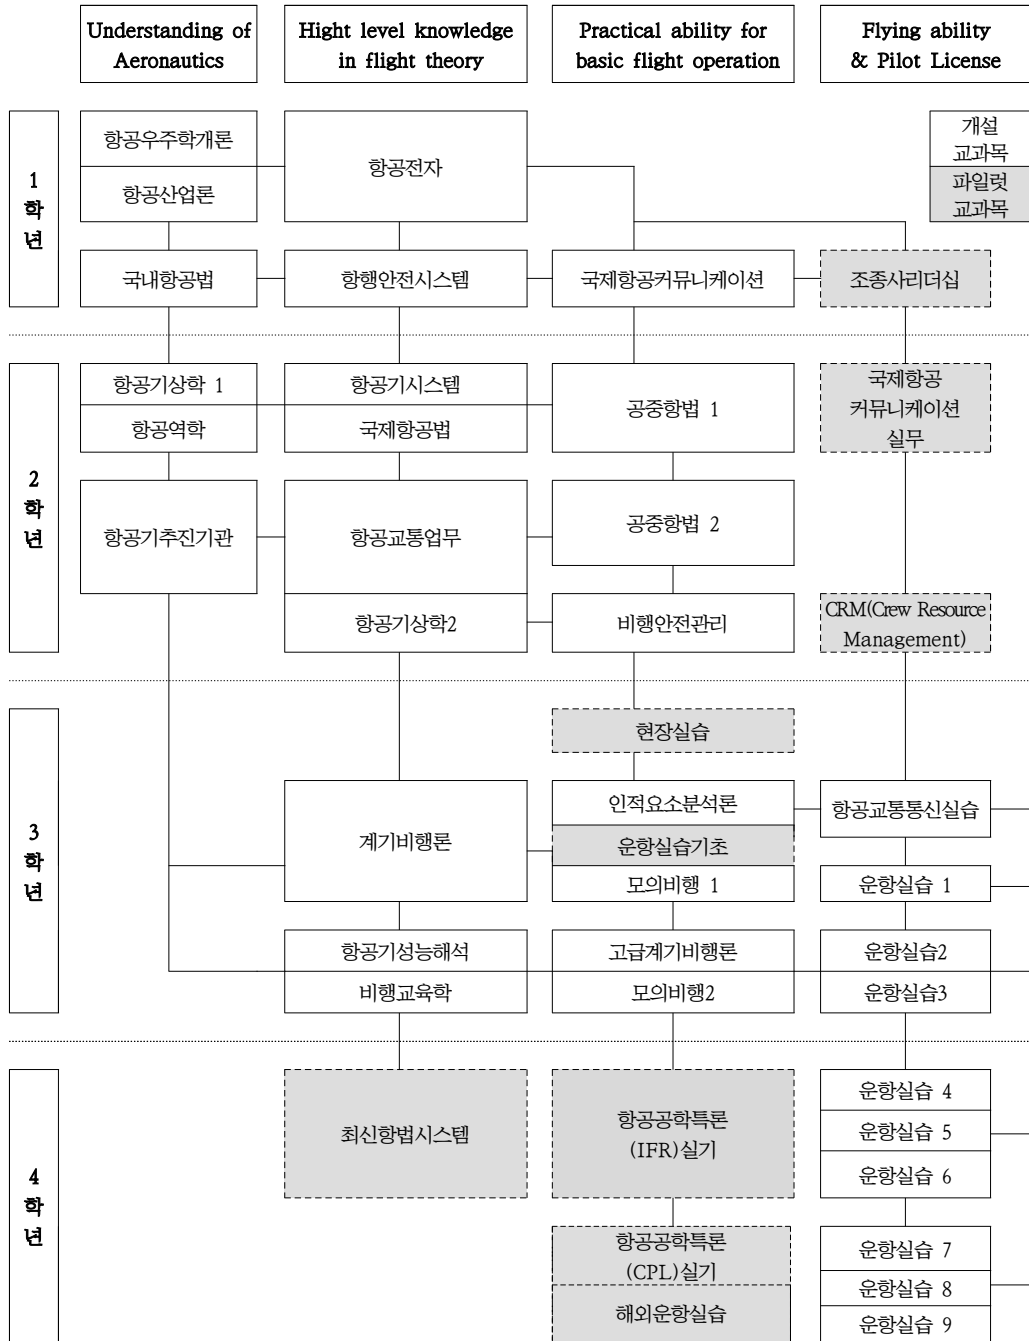 Understanding of
Aeronautics
Hight level knowledge
in flight theory
Practical ability for
basic flight operation
Flying ability
& Pilot License
1
학
년
항공우주학개론
항공산업론
항공전자
개설
교과목
파일럿
교과목
국내항공법
항행안전시스템
국제항공커뮤니케이션
조종사리더십
2
학
년
항공기상학 1
항공역학
항공기시스템
국제항공법
공중항법 1
국제항공
커뮤니케이션
실무
항공기추진기관
항공교통업무
공중항법 2
항공기상학2
비행안전관리
CRM(Crew Resource
Management)
3
학
년
현장실습
계기비행론
인적요소분석론
운항실습기초
모의비행 1
항공교통통신실습
운항실습 1
항공기성능해석
비행교육학
고급계기비행론
모의비행2
운항실습2
운항실습3
4
학
년
최신항법시스템
항공공학특론
(IFR)실기
운항실습 4
운항실습 5
운항실습 6
항공공학특론
(CPL)실기
해외운항실습
운항실습 7
운항실습 8
운항실습 9